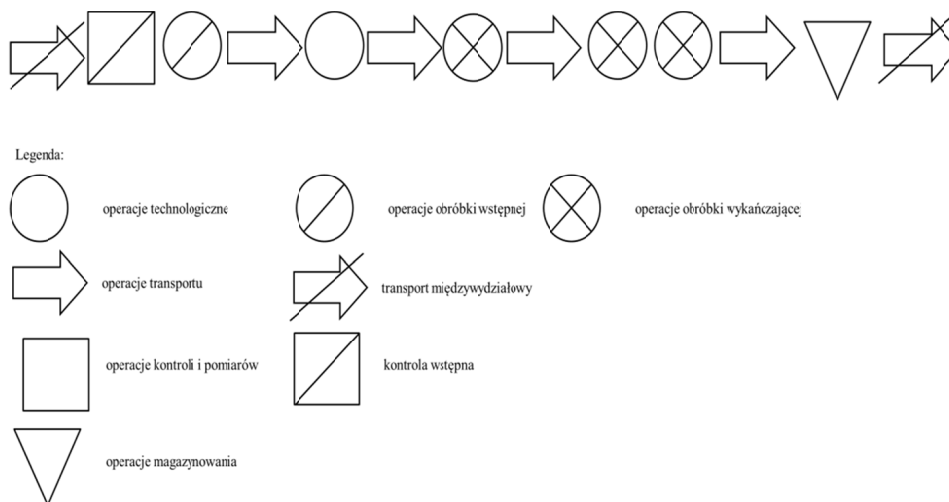 Legenda:
operacje technologiczne
operacje obróbki wstępnej
operacje obróbki wykańczającej
operacje transportu
transport międzywydziałowy
operacje kontroli i pomiarów
kontrola wstępna
operacje magazynowania